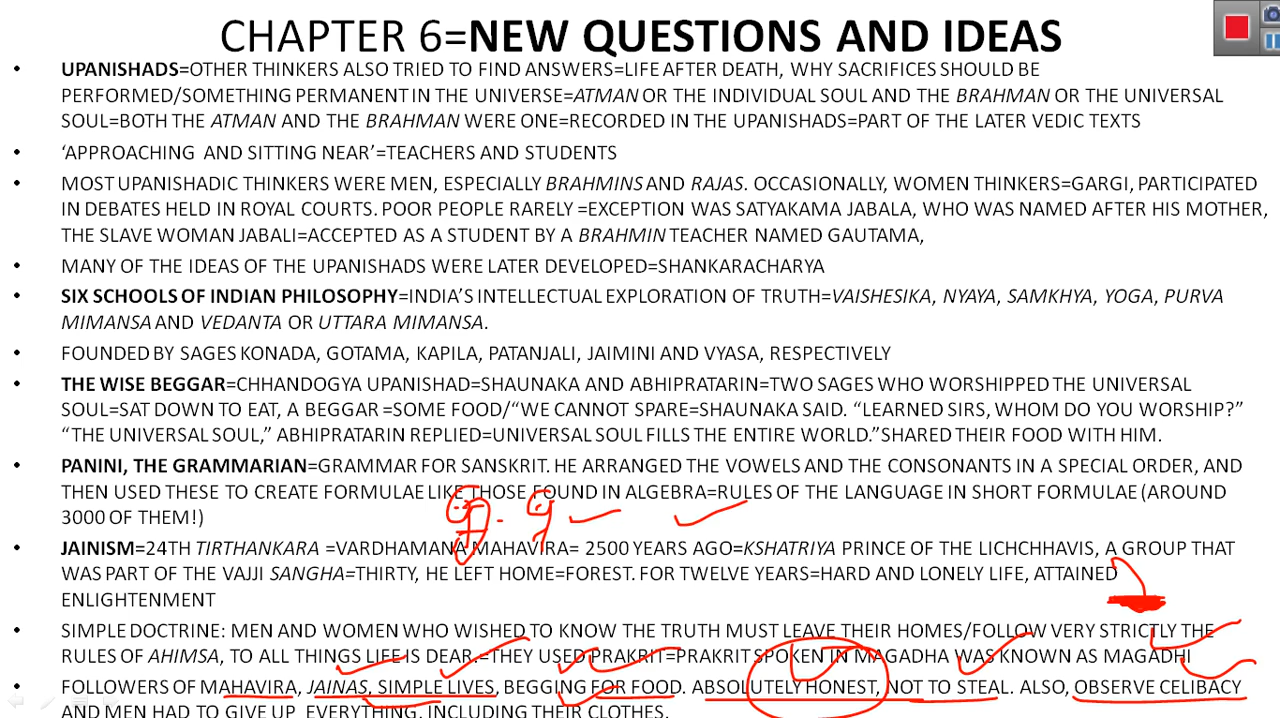 CHAPTER 6=NEW QUESTIONS AND IDEAS
• UPANISHADS=OTHER THINKERS ALSO TRIED TO FIND ANSWERS=LIFE AFTER DEATH, WHY SACRIFICES SHOULD BE
PERFORMED/SOMETHING PERMANENT IN THE UNIVERSE=ATMAN OR THE INDIVIDUAL SOUL AND THE BRAHMAN OR THE UNIVERSAL
SOUL=BOTH THE ATMAN AND THE BRAHMAN WERE ONE=RECORDED IN THE UPANISHADS=PART OF THE LATER VEDIC TEXTS
• ‘APPROACHING AND SITTING NEAR’=TEACHERS AND STUDENTS
• MOST UPANISHADIC THINKERS WERE MEN, ESPECIALLY BRAHMINS AND RAJAS. OCCASIONALLY, WOMEN THINKERS=GARGI, PARTICIPATED
IN DEBATES HELD IN ROYAL COURTS. POOR PEOPLE RARELY =EXCEPTION WAS SATYAKAMA JABALA, WHO WAS NAMED AFTER HIS MOTHER,
THE SLAVE WOMAN JABALI=ACCEPTED AS A STUDENT BY A BRAHMIN TEACHER NAMED GAUTAMA,
• MANY OF THE IDEAS OF THE UPANISHADS WERE LATER DEVELOPED=SHANKARACHARYA
• SIX SCHOOLS OF INDIAN PHILOSOPHY=INDIA’S INTELLECTUAL EXPLORATION OF TRUTH=VAISHESIKA, NYAYA, SAMKHYA, YOGA, PURVA
MIMANSA AND VEDANTA OR UTTARA MIMANSA.
• FOUNDED BY SAGES KONADA, GOTAMA, KAPILA, PATANJALI, JAIMINI AND VYASA, RESPECTIVELY
• THE WISE BEGGAR=CHHANDOGYA UPANISHAD=SHAUNAKA AND ABHIPRATARIN=TWO SAGES WHO WORSHIPPED THE UNIVERSAL
SOUL=SAT DOWN TO EAT, A BEGGAR =SOME FOOD/“WE CANNOT SPARE=SHAUNAKA SAID. “LEARNED SIRS, WHOM DO YOU WORSHIP?”
“THE UNIVERSAL SOUL,” ABHIPRATARIN REPLIED=UNIVERSAL SOUL FILLS THE ENTIRE WORLD.”SHARED THEIR FOOD WITH HIM.
• PANINI, THE GRAMMARIAN=GRAMMAR FOR SANSKRIT. HE ARRANGED THE VOWELS AND THE CONSONANTS IN A SPECIAL ORDER, AND
THEN USED THESE TO CREATE FORMULAE LIKE THOSE FOUND IN ALGEBRA=RULES OF THE LANGUAGE IN SHORT FORMULAE (AROUND
3000 OF THEM!)
• JAINISM=24TH TIRTHANKARA =VARDHAMANA MAHAVIRA= 2500 YEARS AGO=KSHATRIYA PRINCE OF THE LICHCHHAVIS, A GROUP THAT
WAS PART OF THE VAJJI SANGHA=THIRTY, HE LEFT HOME=FOREST. FOR TWELVE YEARS=HARD AND LONELY LIFE, ATTAINED
ENLIGHTENMENT
• SIMPLE DOCTRINE: MEN AND WOMEN WHO WISHED TO KNOW THE TRUTH MUST LEAVE THEIR HOMES/FOLLOW VERY STRICTLY THE
RULES OF AHIMSA, TO ALL THINGS LIFE IS DEAR.=THEY USED PRAKRIT=PRAKRIT SPOKEN IN MAGADHA WAS KNOWN AS MAGADHI
• FOLLOWERS OF MAHAVIRA, JAINAS, SIMPLE LIVES, BEGGING FOR FOOD. ABSOLUTELY HONEST, NOT TO STEAL. ALSO, OBSERVE CELIBACY
AND MEN HAD TO GIVE UP EVERYTHING, INCLUDING THEIR CLOTHES.